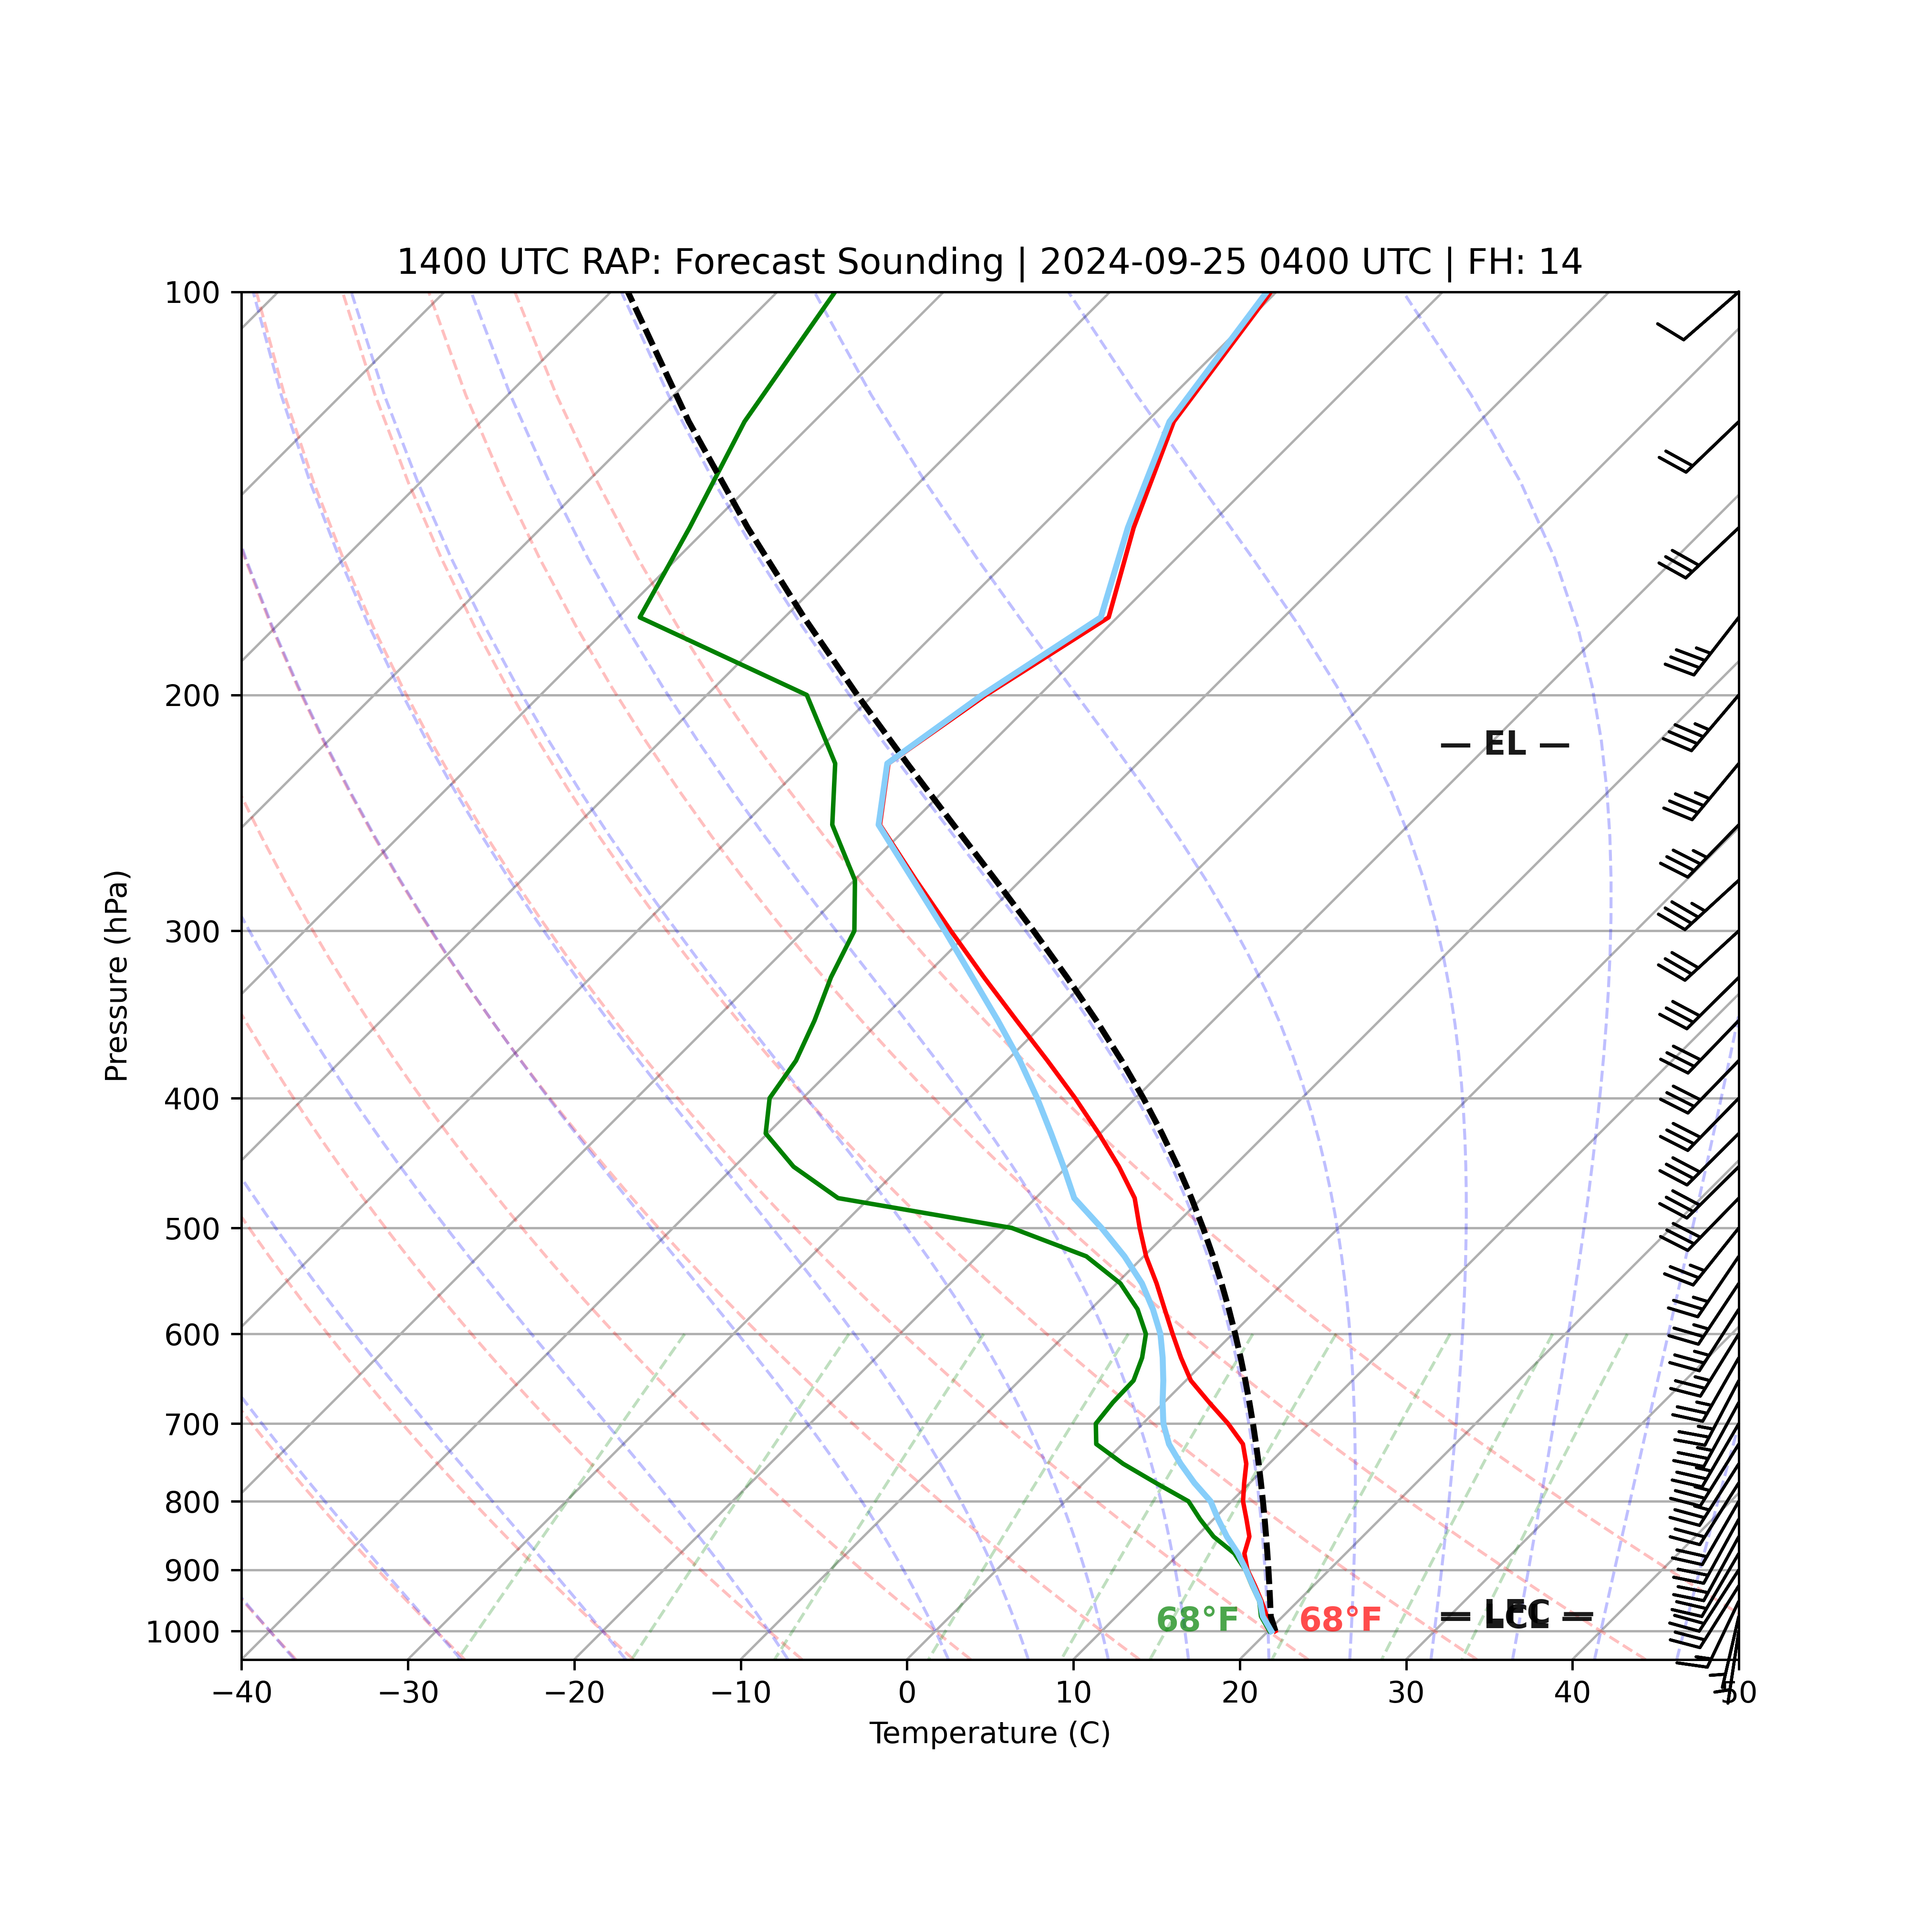 1400 UTC RAP: Forecast Sounding | 2024-09-25 0400 UTC | FH: 14
100
200
— EL —
300
Pressure (hPa)
400
500
600
700
800
900
68°F 68°F
1000
−40 −30 −20 −10 0 10 20 30 40 50
Temperature (C)